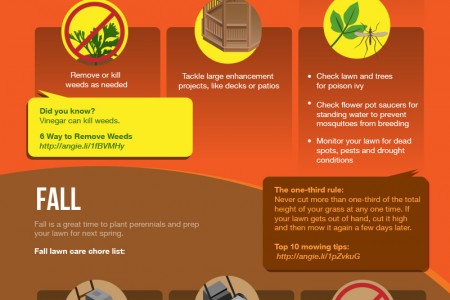 Remove or kill
weeds as needed
Tackle large enhancement
projects, like decks or patios
• Check lawn and trees
for poison ivy
• Check flower pot saucers for
standing water to prevent
mosquitoes from breeding
• Monitor your lawn for dead
spots, pests and drought
conditions
Did you know?
Vinegar can kill weeds.
6 Way to Remove Weeds
http://angie.li/1fBVMHy
The one-third rule:
Never cut more than one-third of the total
height of your grass at any one time. If
your lawn gets out of hand, cut it high
and then mow it again a few days later.
Top 10 mowing tips:
http://angie.li/1pZvkuG
FALL
Fall is a great time to plant perennals and prep
your lawn for next spring.
Fall lawn care chore list: